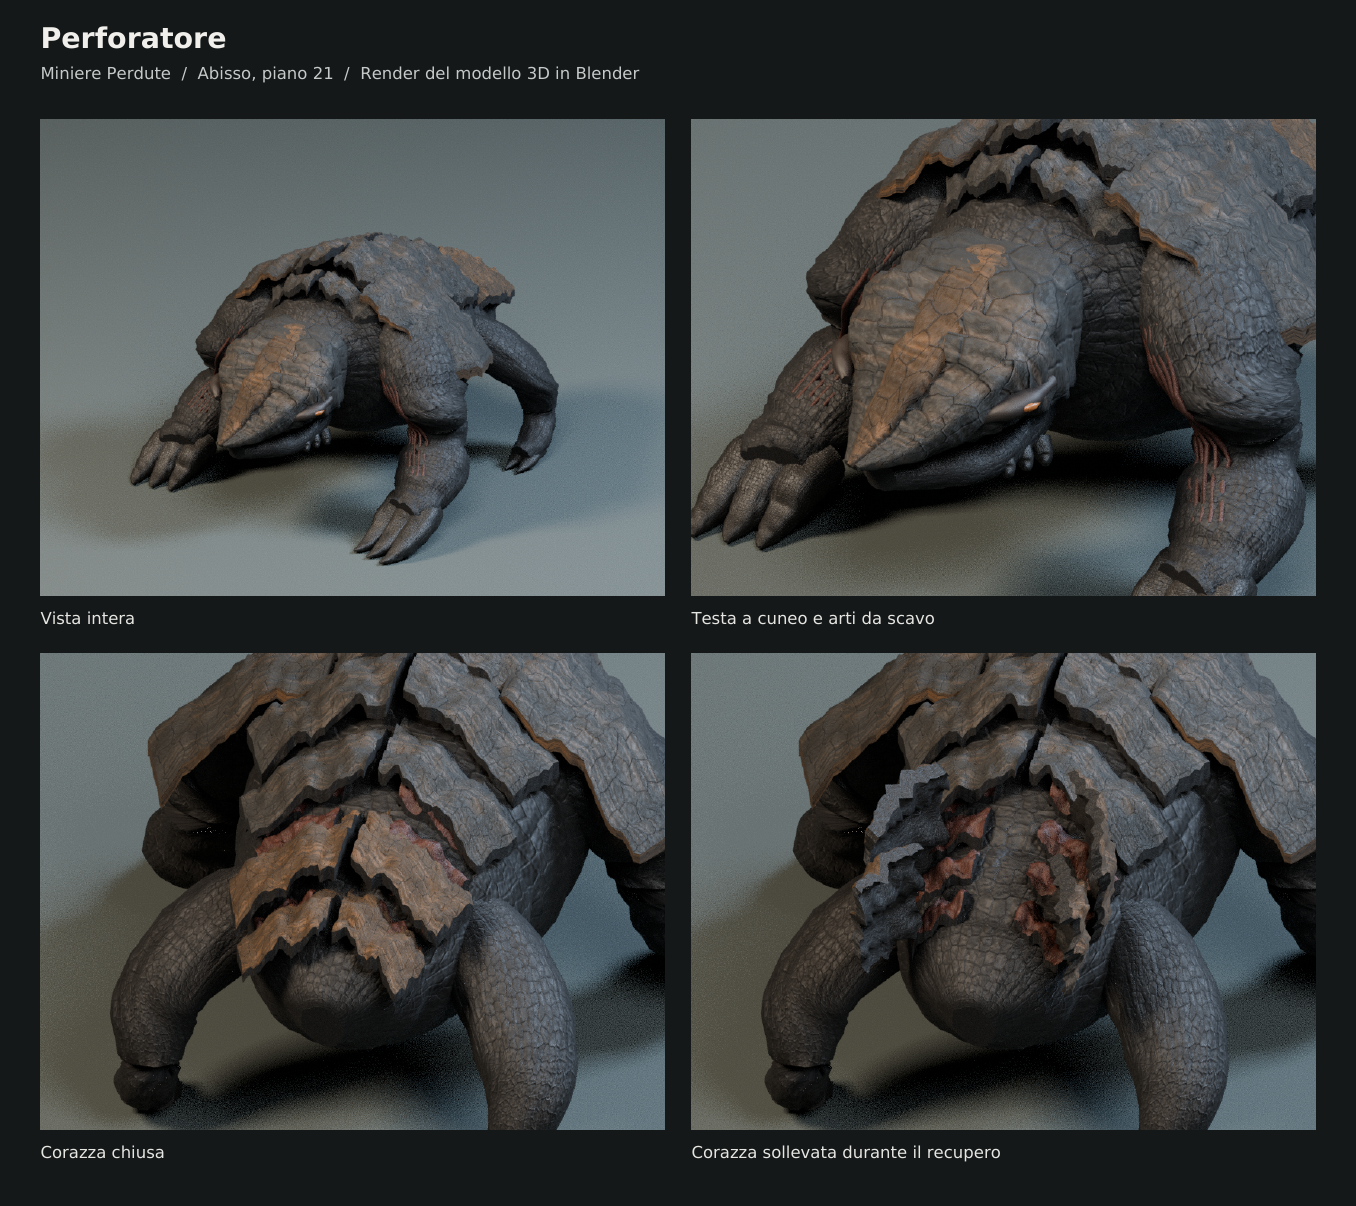 Perforatore
Miniere Perdute / Abisso, piano 21 / Render del modello 3D in Blender
Vista intera
Testa a cuneo e arti da scavo
Corazza chiusa
Corazza sollevata durante il recupero